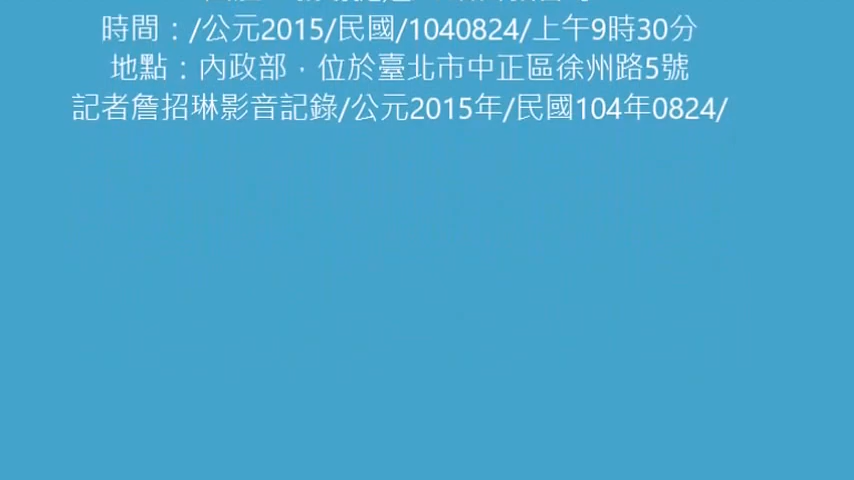 時間：/公元2015/民國/1040824/上午9時30分
地點：內政部，位於臺北市中正區徐州路5號
記者詹招琳影音記錄/公元2015年/民國104年0824/